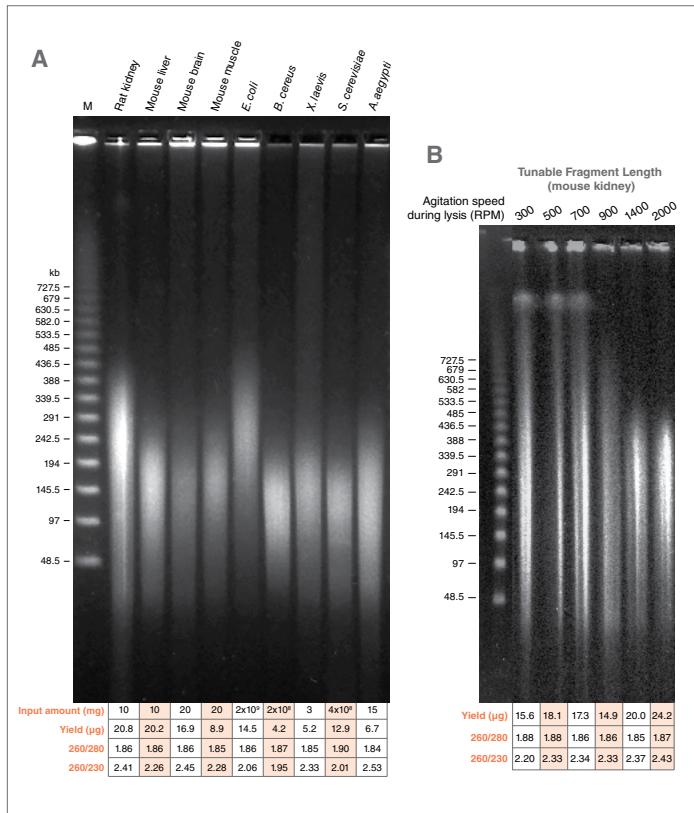 A
M
Rat kidney
Mouse liver
Mouse brain
Mouse muscle
E.coli
B. cereus
X. laevis
S. cerevisiae
A. aegypti
kb
727.5
679
630.5
582.0
533.5
485
436.5
388
339.5
291
242.5
194
145.5
97
48.5
Input amount (mg) 10 10 20 20 2x10⁹ 2x10⁸ 3 4x10⁸ 15
Yield (µg) 20.8 20.2 16.9 8.9 14.5 4.2 5.2 12.9 6.7
260/280 1.86 1.86 1.86 1.85 1.86 1.87 1.85 1.90 1.84
260/230 2.41 2.26 2.45 2.28 2.06 1.95 2.33 2.01 2.53
B
Tunable Fragment Length
(mouse kidney)
Agitation speed
during lysis (RPM) 300 500 700 900 1400 2000
727.5
679
630.5
582
533.5
485
436.5
388
339.5
291
242.5
194
145.5
97
48.5
Yield (µg) 15.6 18.1 17.3 14.9 20.0 24.2
260/280 1.88 1.88 1.86 1.86 1.85 1.87
260/230 2.20 2.33 2.34 2.33 2.37 2.43